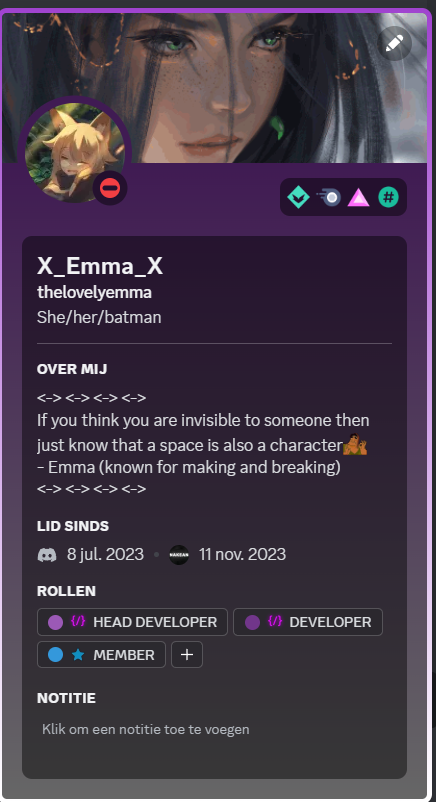 X_Emma_X
thelovelyemma
She/her/batman
OVER MIJ
<-> <-> <-> <->
If you think you are invisible to someone then
just know that a space is also a character
- Emma (known for making and breaking)
<-> <-> <-> <->
LID SINDS
8 jul. 2023 • 11 nov. 2023
ROLLEN
{/} HEAD DEVELOPER {/} DEVELOPER
MEMBER +
NOTITIE
Klik om een notitie toe te voegen